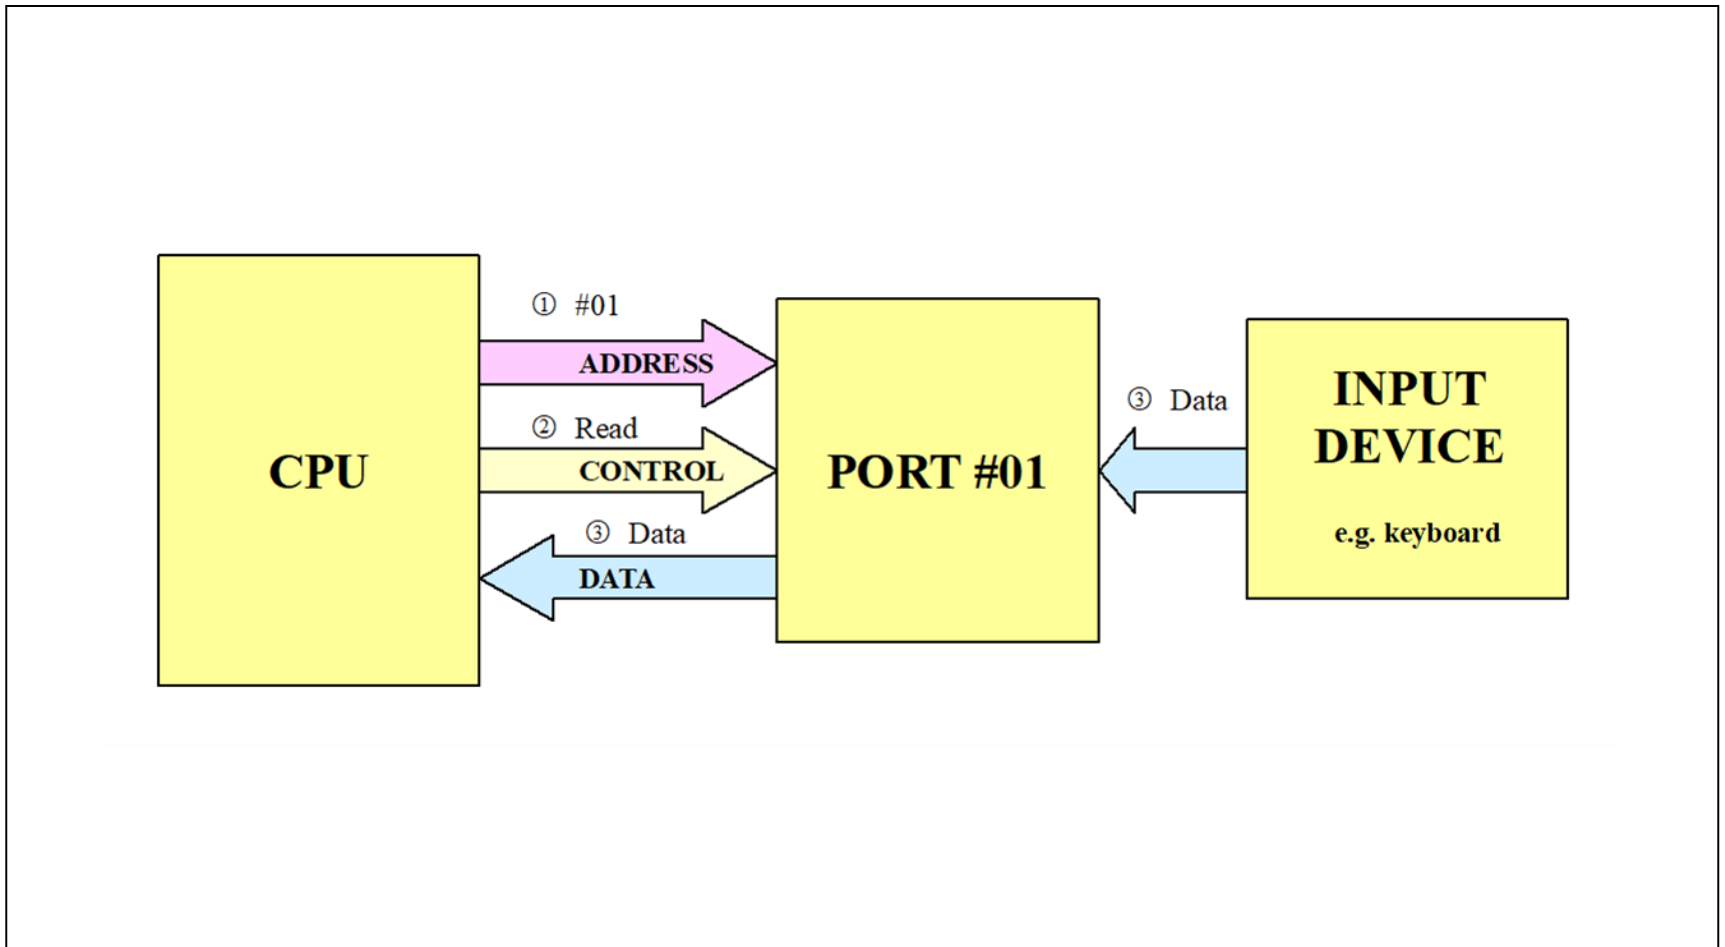 ① #01
ADDRESS
② Read
CONTROL
③ Data
DATA
CPU
PORT #01
③ Data
INPUT
DEVICE
e.g. keyboard